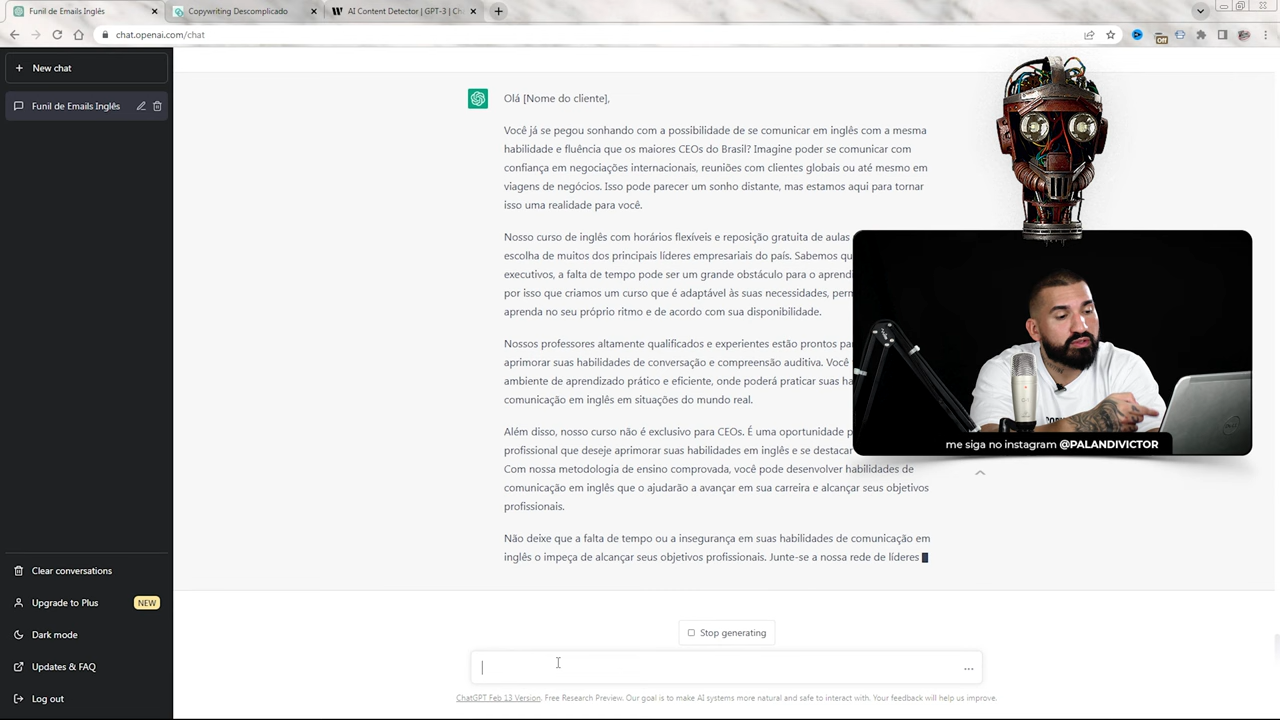 Funil de Emails Inglês
Copywriting Descomplicado
AI Content Detector | GPT-3 | Ch
chat.openai.com/chat
Off
New chat
Funil de Emails Inglês
Clear conversations
Upgrade to Plus
NEW
Dark mode
Updates & FAQ
Log out
Olá [Nome do cliente],
Você já se pegou sonhando com a possibilidade de se comunicar em inglês com a mesma
habilidade e fluência que os maiores CEOs do Brasil? Imagine poder se comunicar com
confiança em negociações internacionais, reuniões com clientes globais ou até mesmo em
viagens de negócios. Isso pode parecer um sonho distante, mas estamos aqui para tornar
isso uma realidade para você.
Nosso curso de inglês com horários flexíveis e reposição gratuita de aulas
escolha de muitos dos principais líderes empresariais do país. Sabemos qu
executivos, a falta de tempo pode ser um grande obstáculo para o aprend
por isso que criamos um curso que é adaptável às suas necessidades, perm
aprenda no seu próprio ritmo e de acordo com sua disponibilidade.
Nossos professores altamente qualificados e experientes estão prontos par
aprimorar suas habilidades de conversação e compreensão auditiva. Você
ambiente de aprendizado prático e eficiente, onde poderá praticar suas ha
comunicação em inglês em situações do mundo real.
Além disso, nosso curso não é exclusivo para CEOs. É uma oportunidade p
profissional que deseje aprimorar suas habilidades em inglês e se destacar
Com nossa metodologia de ensino comprovada, você pode desenvolver habilidades de
comunicação em inglês que o ajudarão a avançar em sua carreira e alcançar seus objetivos
profissionais.
Não deixe que a falta de tempo ou a insegurança em suas habilidades de comunicação em
inglês o impeça de alcançar seus objetivos profissionais. Junte-se a nossa rede de líderes
me siga no instagram @PALANDIVICTOR
Stop generating
ChatGPT Feb 13 Version. Free Research Preview. Our goal is to make AI systems more natural and safe to interact with. Your feedback will help us improve.